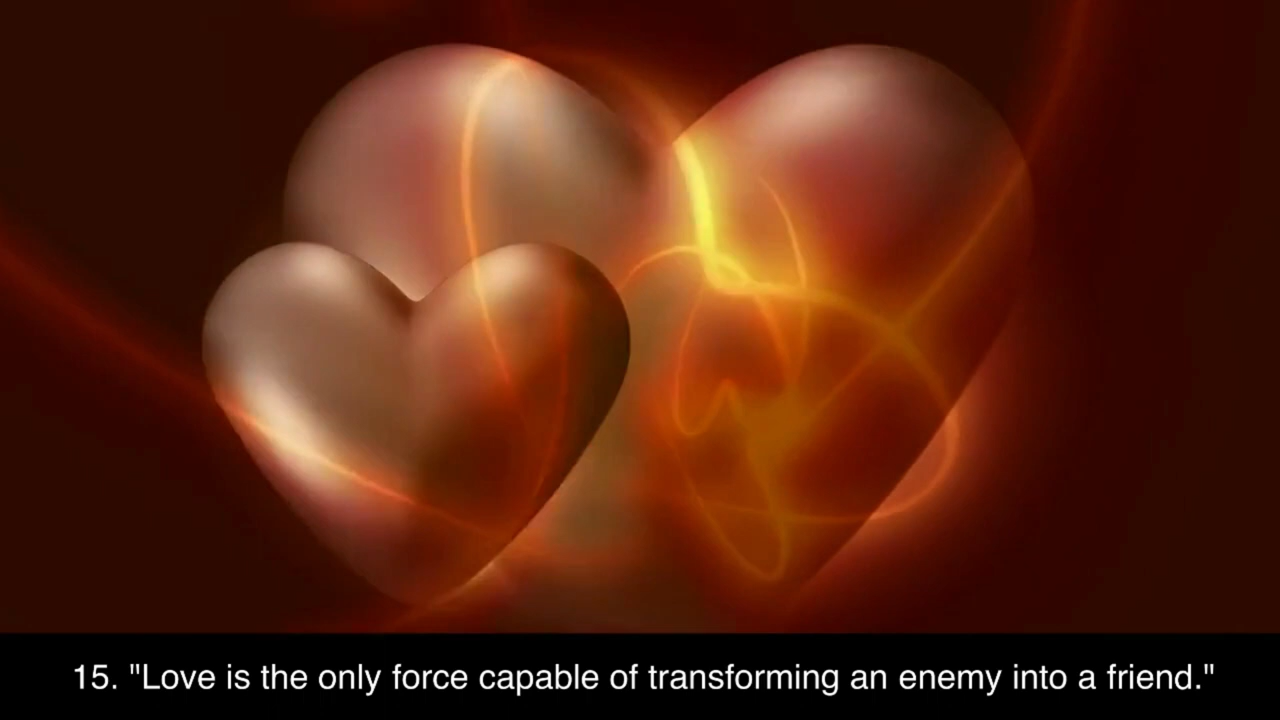 15. "Love is the only force capable of transforming an enemy into a friend."